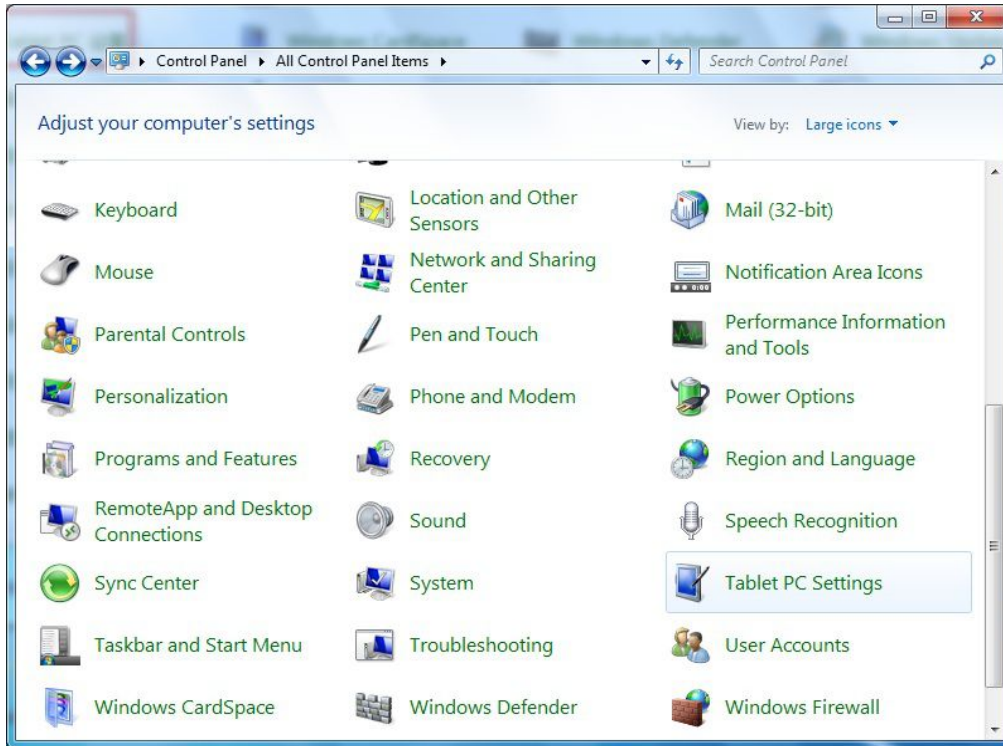 Control Panel ▸ All Control Panel Items ▸ Search Control Panel
Adjust your computer's settings View by: Large icons
Keyboard
Location and Other
Sensors
Mail (32-bit)
Mouse
Network and Sharing
Center
Notification Area Icons
Parental Controls
Pen and Touch
Performance Information
and Tools
Personalization
Phone and Modem
Power Options
Programs and Features
Recovery
Region and Language
RemoteApp and Desktop
Connections
Sound
Speech Recognition
Sync Center
System
Tablet PC Settings
Taskbar and Start Menu
Troubleshooting
User Accounts
Windows CardSpace
Windows Defender
Windows Firewall